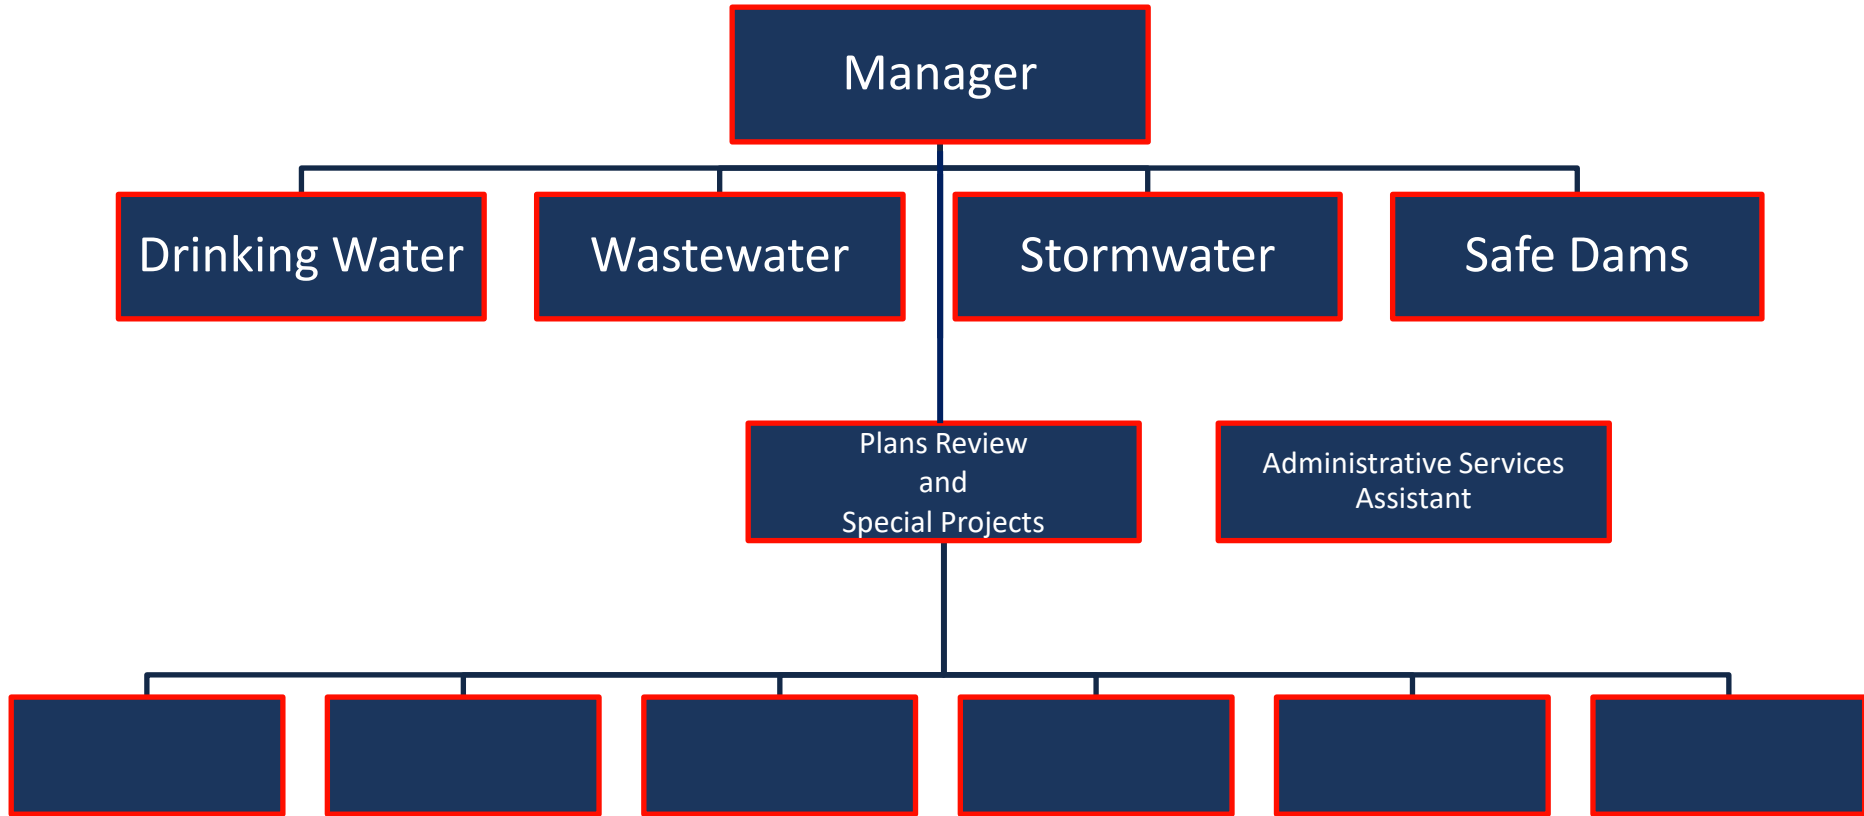 Manager
Drinking Water
Wastewater
Stormwater
Safe Dams
Plans Review
and
Special Projects
Administrative Services
Assistant